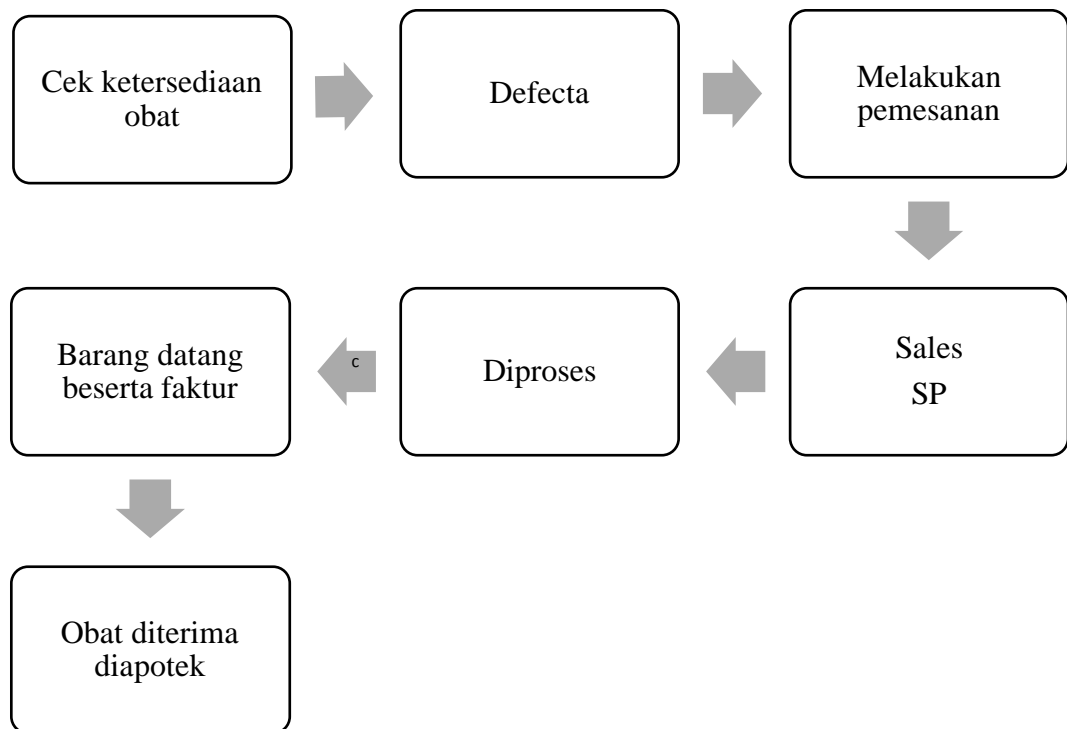 Cek ketersediaan
obat
Defecta
Melakukan
pemesanan
Sales
SP
Diproses
c
Barang datang
beserta faktur
Obat diterima
diapotek